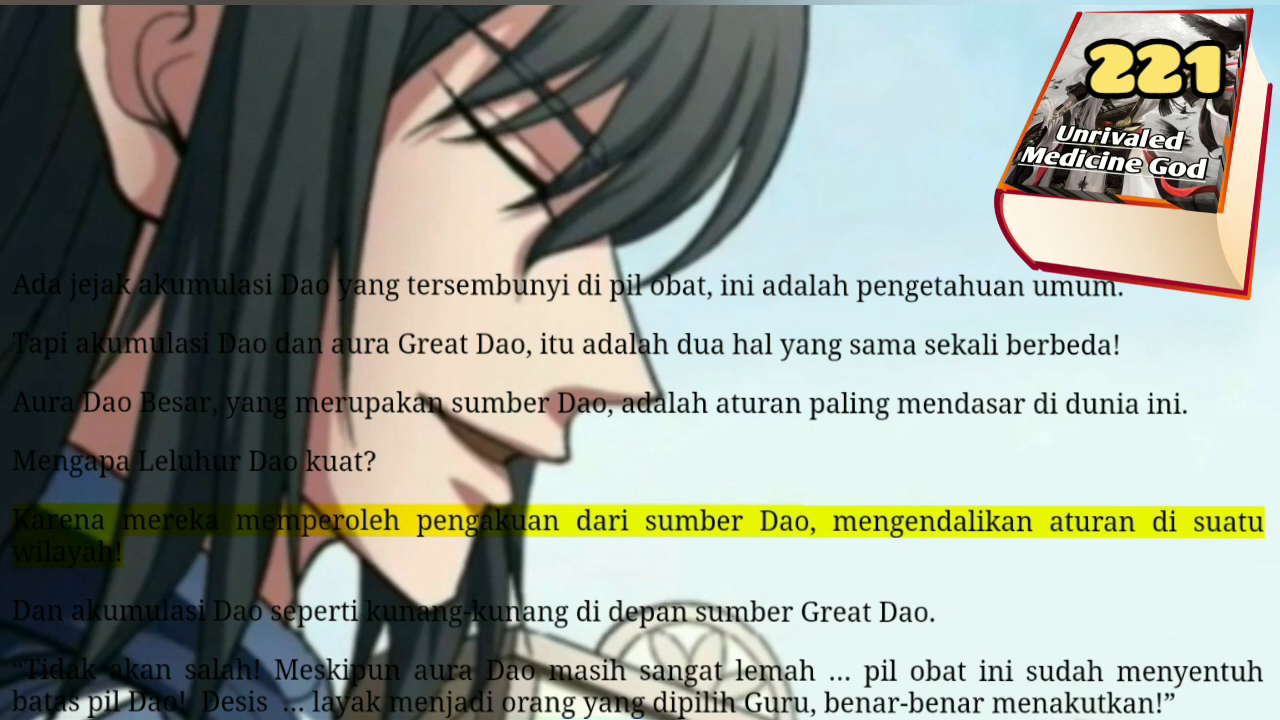 221
Unrivaled
Medicine God
Ada jejak akumulasi Dao yang tersembunyi di pil obat, ini adalah pengetahuan umum.
Tapi akumulasi Dao dan aura Great Dao, itu adalah dua hal yang sama sekali berbeda!
Aura Dao Besar, yang merupakan sumber Dao, adalah aturan paling mendasar di dunia ini.
Mengapa Leluhur Dao kuat?
Karena mereka memperoleh pengakuan dari sumber Dao, mengendalikan aturan di suatu
wilayah!
Dan akumulasi Dao seperti kunang-kunang di depan sumber Great Dao.
“Tidak akan salah! Meskipun aura Dao masih sangat lemah ... pil obat ini sudah menyentuh
batas pil Dao! Desis ... layak menjadi orang yang dipilih Guru, benar-benar menakutkan!”